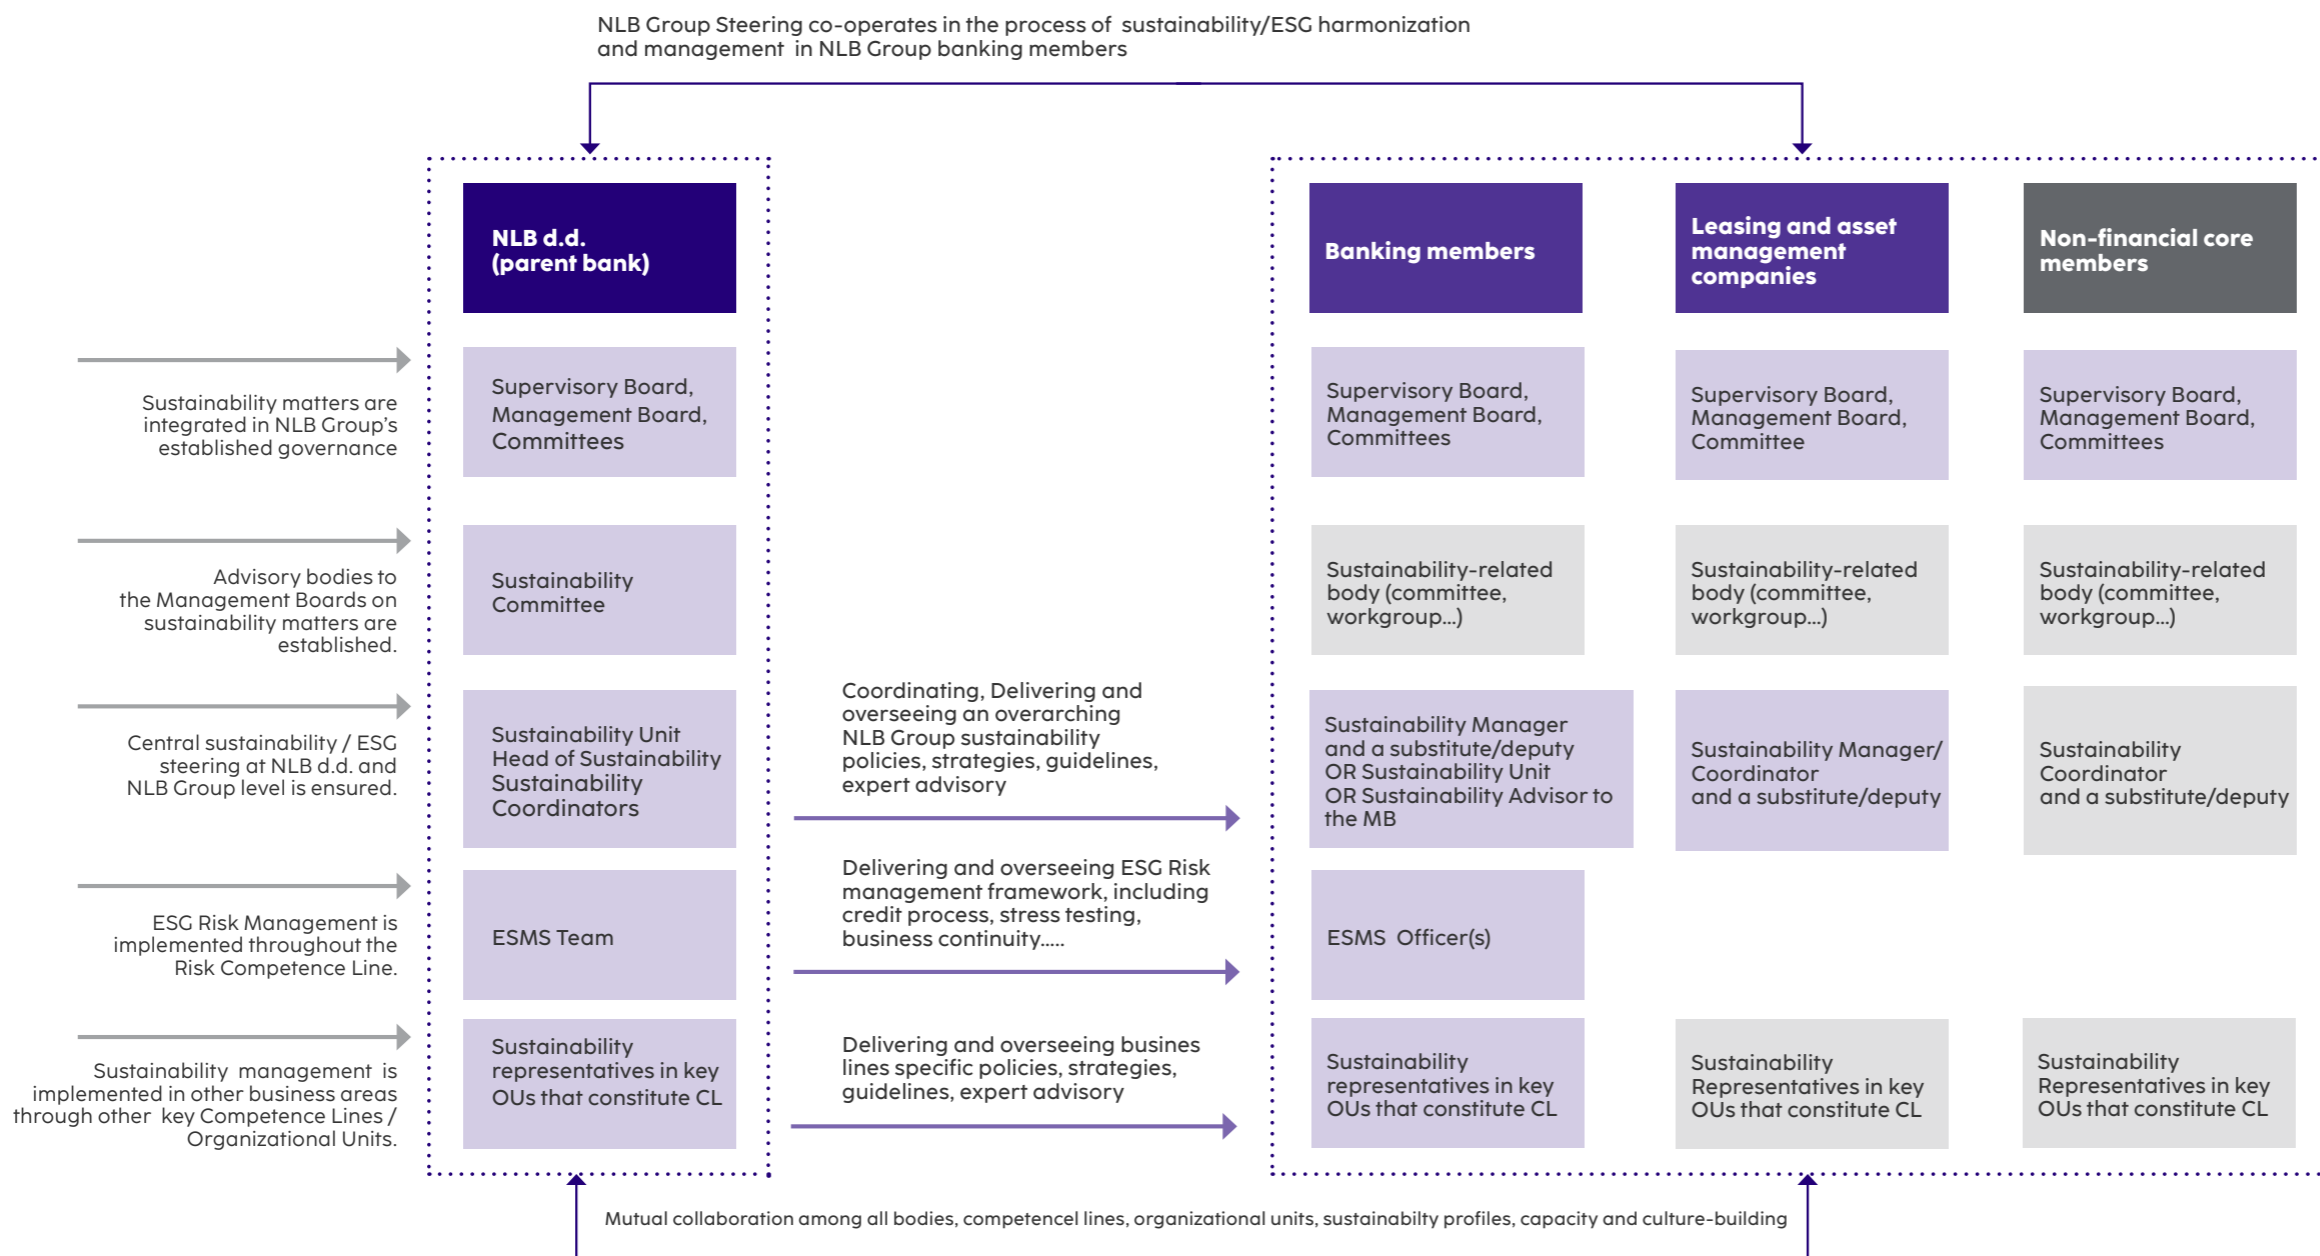 NLB Group Steering co-operates in the process of sustainability/ESG harmonization
and management in NLB Group banking members
NLB d.d.
(parent bank)
Banking members
Leasing and asset
management
companies
Non-financial core
members
Sustainability matters are
integrated in NLB Group's
established governance
Supervisory Board,
Management Board,
Committees
Supervisory Board,
Management Board,
Committees
Supervisory Board,
Management Board,
Committee
Supervisory Board,
Management Board,
Committees
Advisory bodies to
the Management Boards on
sustainability matters are
established.
Sustainability
Committee
Sustainability-related
body (committee,
workgroup...)
Sustainability-related
body (committee,
workgroup...)
Sustainability-related
body (committee,
workgroup...)
Central sustainability / ESG
steering at NLB d.d. and
NLB Group level is ensured.
Sustainability Unit
Head of Sustainability
Sustainability
Coordinators
Coordinating, Delivering and
overseeing an overarching
NLB Group sustainability
policies, strategies, guidelines,
expert advisory
Sustainability Manager
and a substitute/deputy
OR Sustainability Unit
OR Sustainability Advisor to
the MB
Sustainability Manager/
Coordinator
and a substitute/deputy
Sustainability
Coordinator
and a substitute/deputy
ESG Risk Management is
implemented throughout the
Risk Competence Line.
ESMS Team
Delivering and overseeing ESG Risk
management framework, including
credit process, stress testing,
business continuity.....
ESMS Officer(s)
Sustainability management is
implemented in other business areas
through other key Competence Lines /
Organizational Units.
Sustainability
representatives in key
OUs that constitute CL
Delivering and overseeing busines
lines specific policies, strategies,
guidelines, expert advisory
Sustainability
representatives in key
OUs that constitute CL
Sustainability
Representatives in key
OUs that constitute CL
Sustainability
Representatives in key
OUs that constitute CL
Mutual collaboration among all bodies, competencel lines, organizational units, sustainabilty profiles, capacity and culture-building